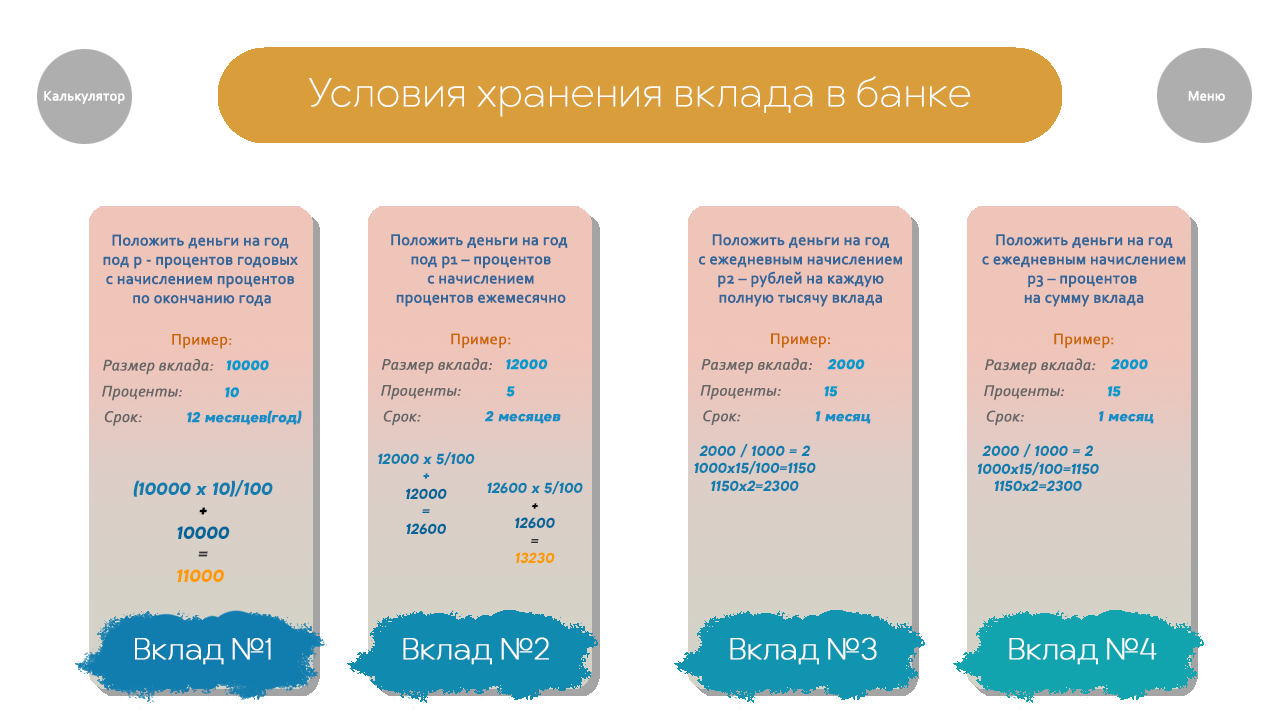 Калькулятор
Условия хранения вклада в банке
Меню
Положить деньги на год
под р - процентов годовых
с начислением процентов
по окончанию года
Пример:
Размер вклада: 10000
Проценты: 10
Срок: 12 месяцев(год)
(10000 x 10)/100
+
10000
=
11000
Вклад №1
Положить деньги на год
под р1 – процентов
с начислением
процентов ежемесячно
Пример:
Размер вклада: 12000
Проценты: 5
Срок: 2 месяцев
12000 x 5/100
+
12000
=
12600
12600 x 5/100
+
12600
=
13230
Вклад №2
Положить деньги на год
с ежедневным начислением
р2 – рублей на каждую
полную тысячу вклада
Пример:
Размер вклада: 2000
Проценты: 15
Срок: 1 месяц
2000 / 1000 = 2
1000x15/100=1150
1150x2=2300
Вклад №3
Положить деньги на год
с ежедневным начислением
р3 – процентов
на сумму вклада
Пример:
Размер вклада: 2000
Проценты: 15
Срок: 1 месяц
2000 / 1000 = 2
1000x15/100=1150
1150x2=2300
Вклад №4